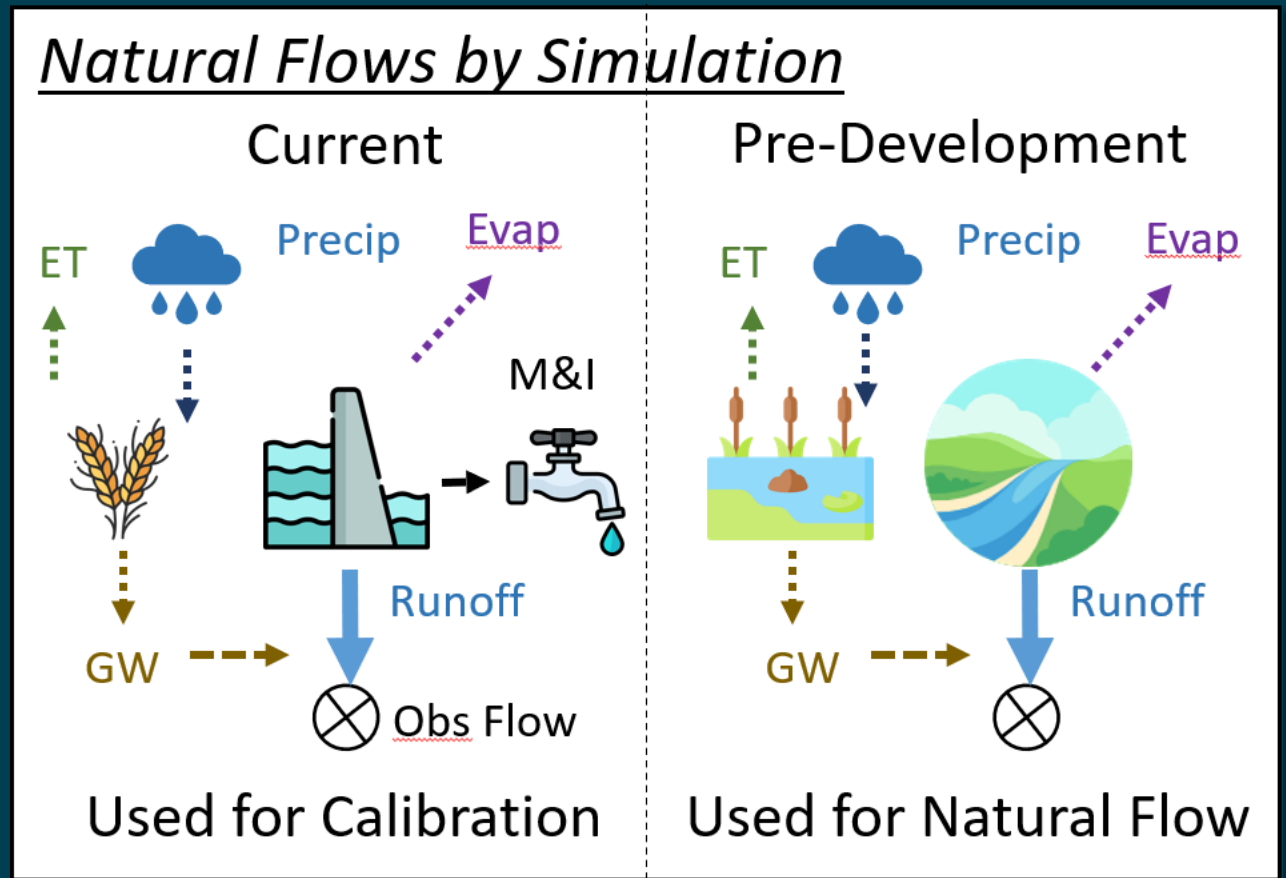 Natural Flows by Simulation
Current
ET
Precip
Evap
M&I
Runoff
GW
Obs Flow
Used for Calibration
Pre-Development
ET
Precip
Evap
Runoff
GW
Used for Natural Flow